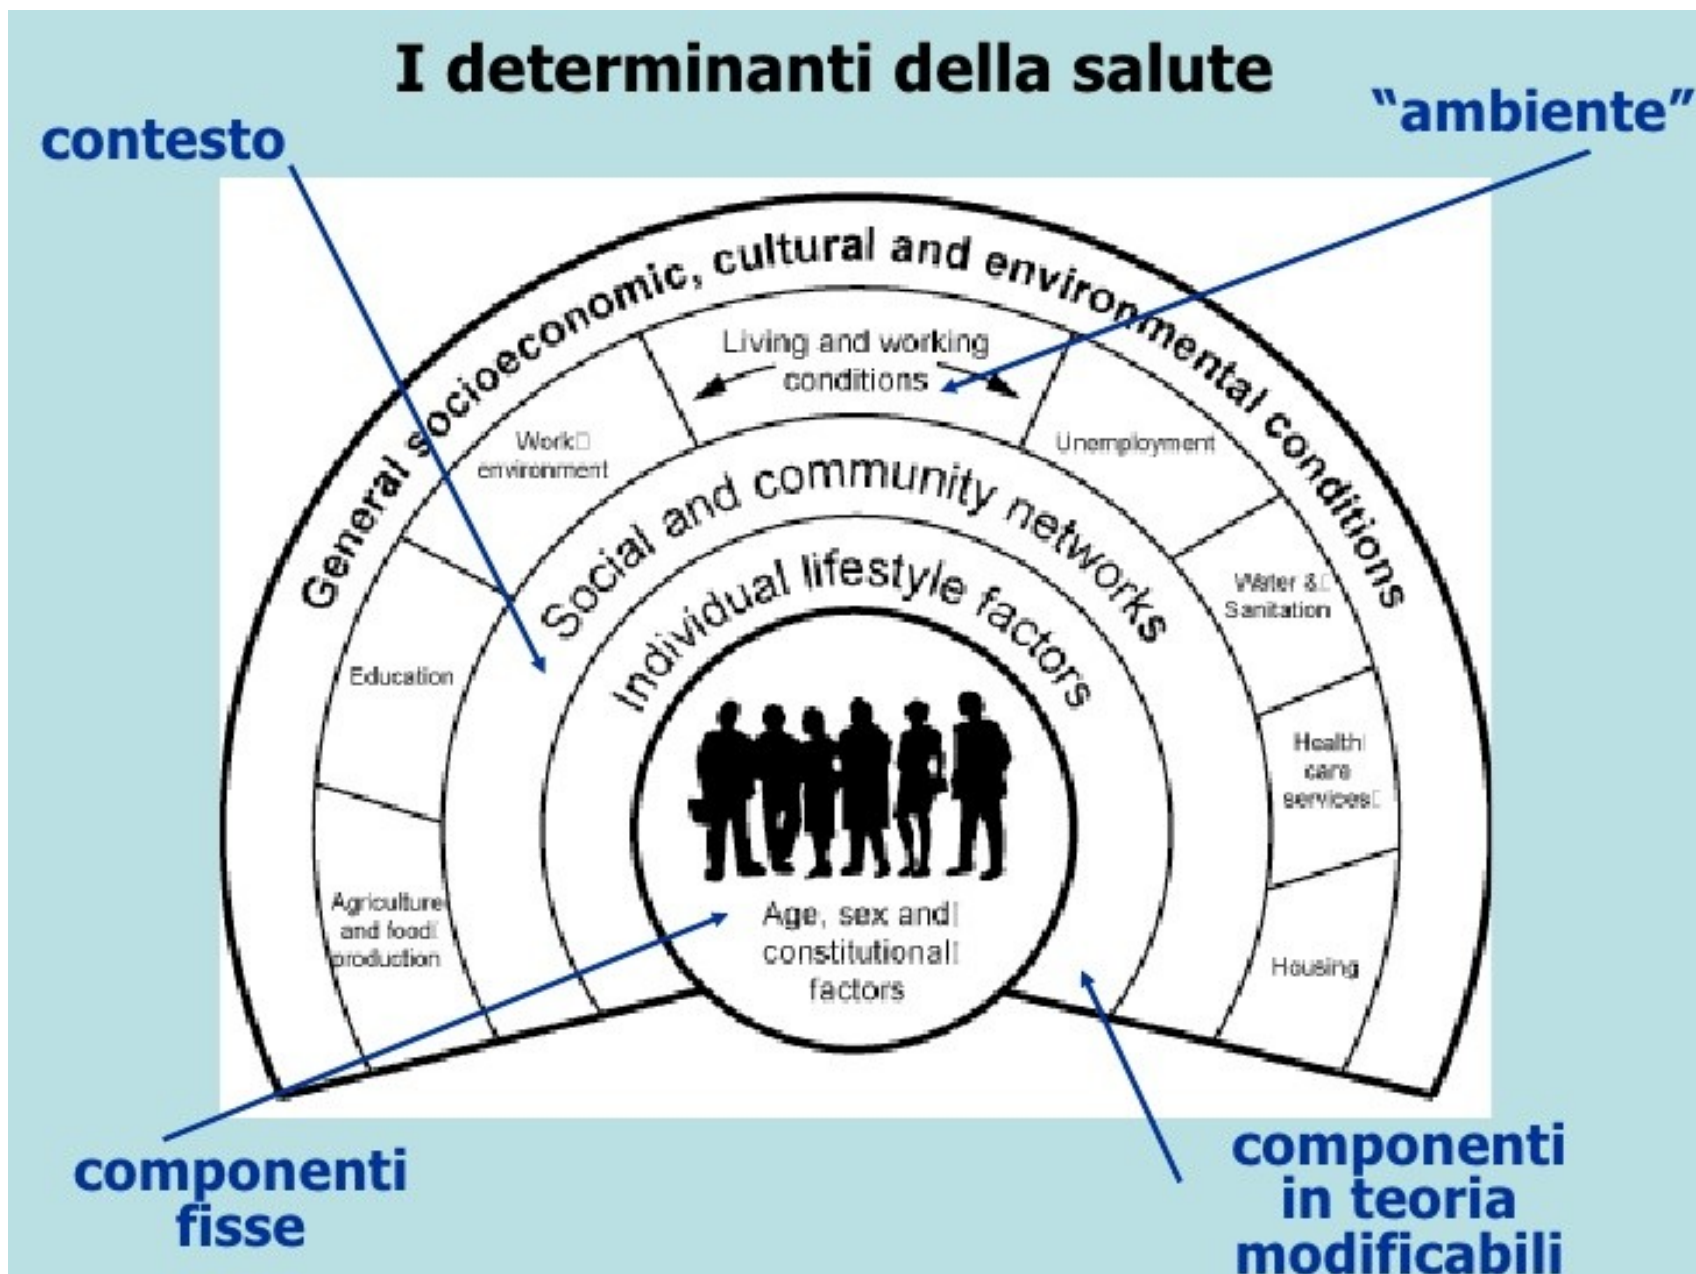 I determinanti della salute
contesto
“ambiente”
General socioeconomic, cultural and environmental conditions
Living and working
conditions
Work
environment
Unemployment
Social and community networks
Individual lifestyle factors
Water &
Sanitation
Education
Health
care
services
Agriculture
and food
production
Age, sex and
constitutional
factors
Housing
componenti
fisse
componenti
in teoria
modificabili